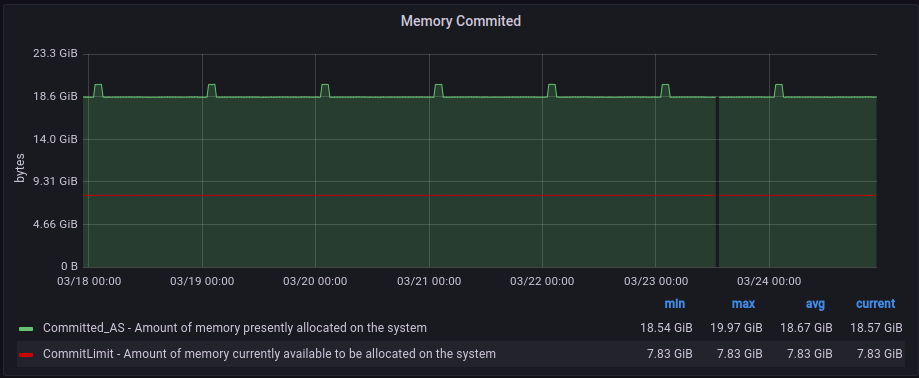 Memory Commited
23.3 GiB
18.6 GiB
14.0 GiB
9.31 GiB
4.66 GiB
0 B
bytes
03/18 00:00 03/19 00:00 03/20 00:00 03/21 00:00 03/22 00:00 03/23 00:00 03/24 00:00
min max avg current
Committed_AS - Amount of memory presently allocated on the system 18.54 GiB 19.97 GiB 18.67 GiB 18.57 GiB
CommitLimit - Amount of memory currently available to be allocated on the system 7.83 GiB 7.83 GiB 7.83 GiB 7.83 GiB